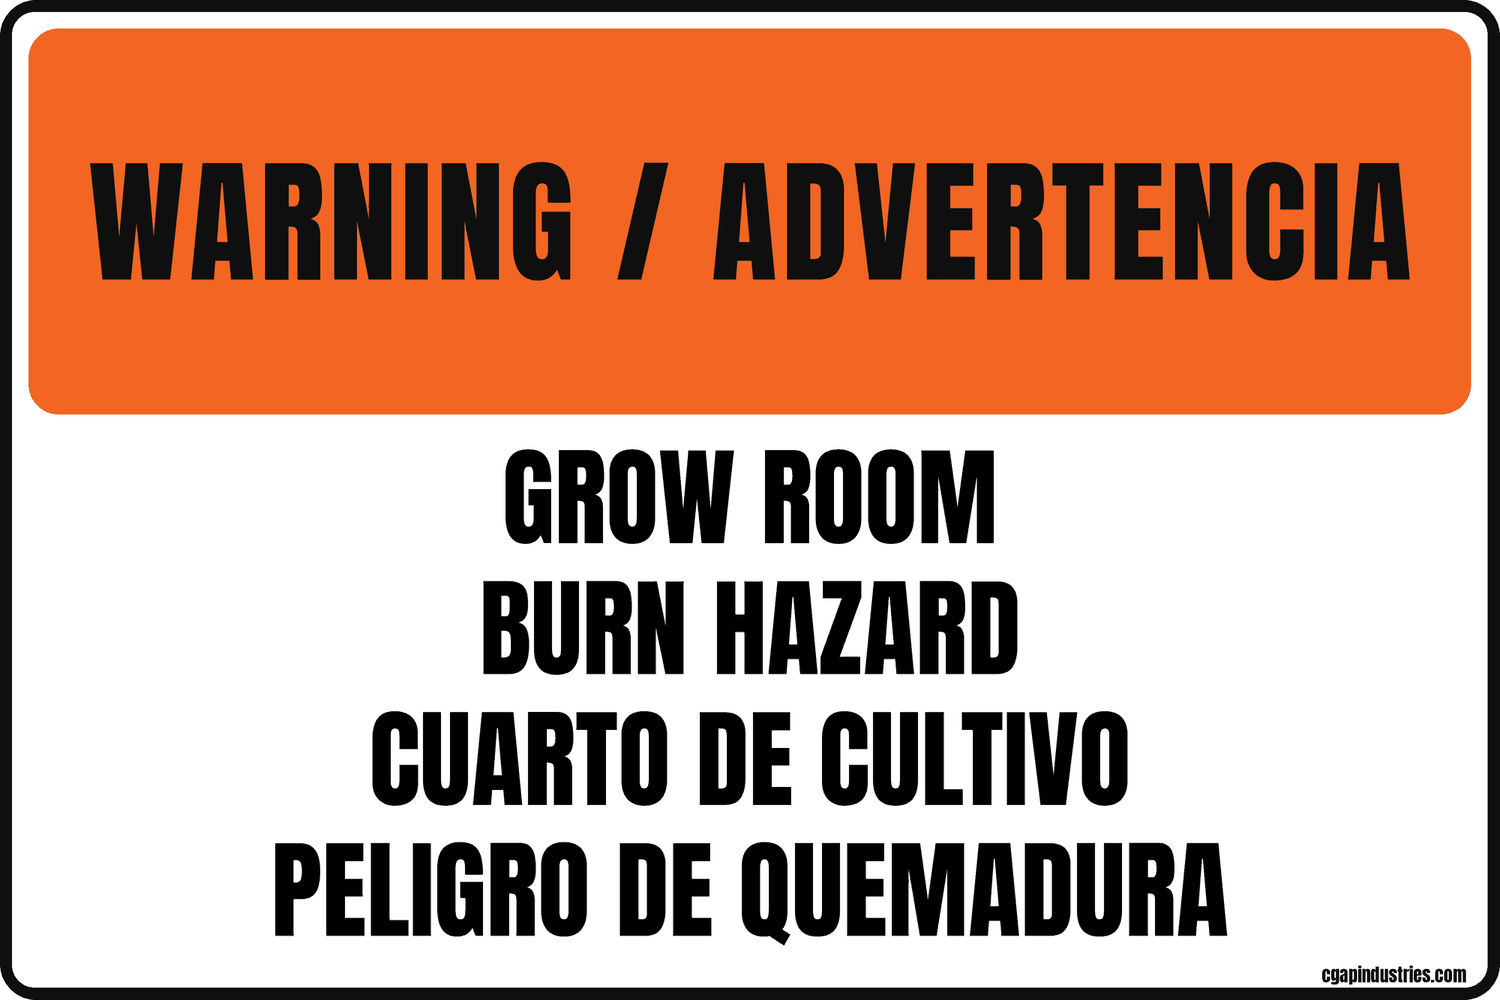 WARNING / ADVERTENCIA
GROW ROOM
BURN HAZARD
CUARTO DE CULTIVO
PELIGRO DE QUEMADURA
cgapindustries.com